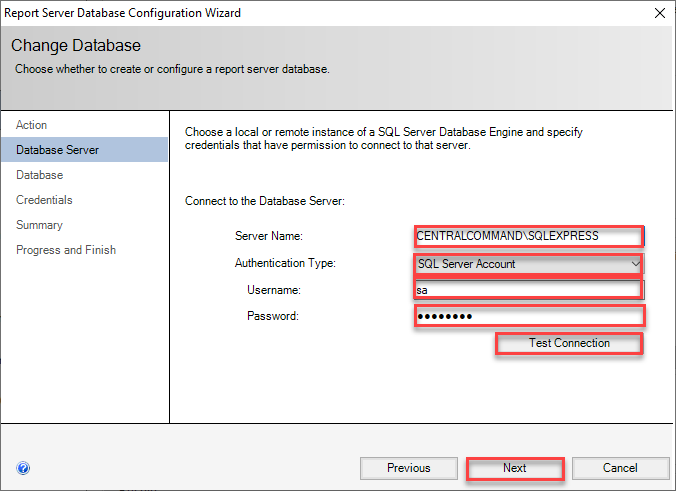 Report Server Database Configuration Wizard
Change Database
Choose whether to create or configure a report server database.
Action
Database Server
Database
Credentials
Summary
Progress and Finish
Choose a local or remote instance of a SQL Server Database Engine and specify
credentials that have permission to connect to that server.
Connect to the Database Server:
Server Name: CENTRALCOMMAND\SQLEXPRESS
Authentication Type: SQL Server Account
Username: sa
Password: ●●●●●●●●
Test Connection
? Previous Next Cancel